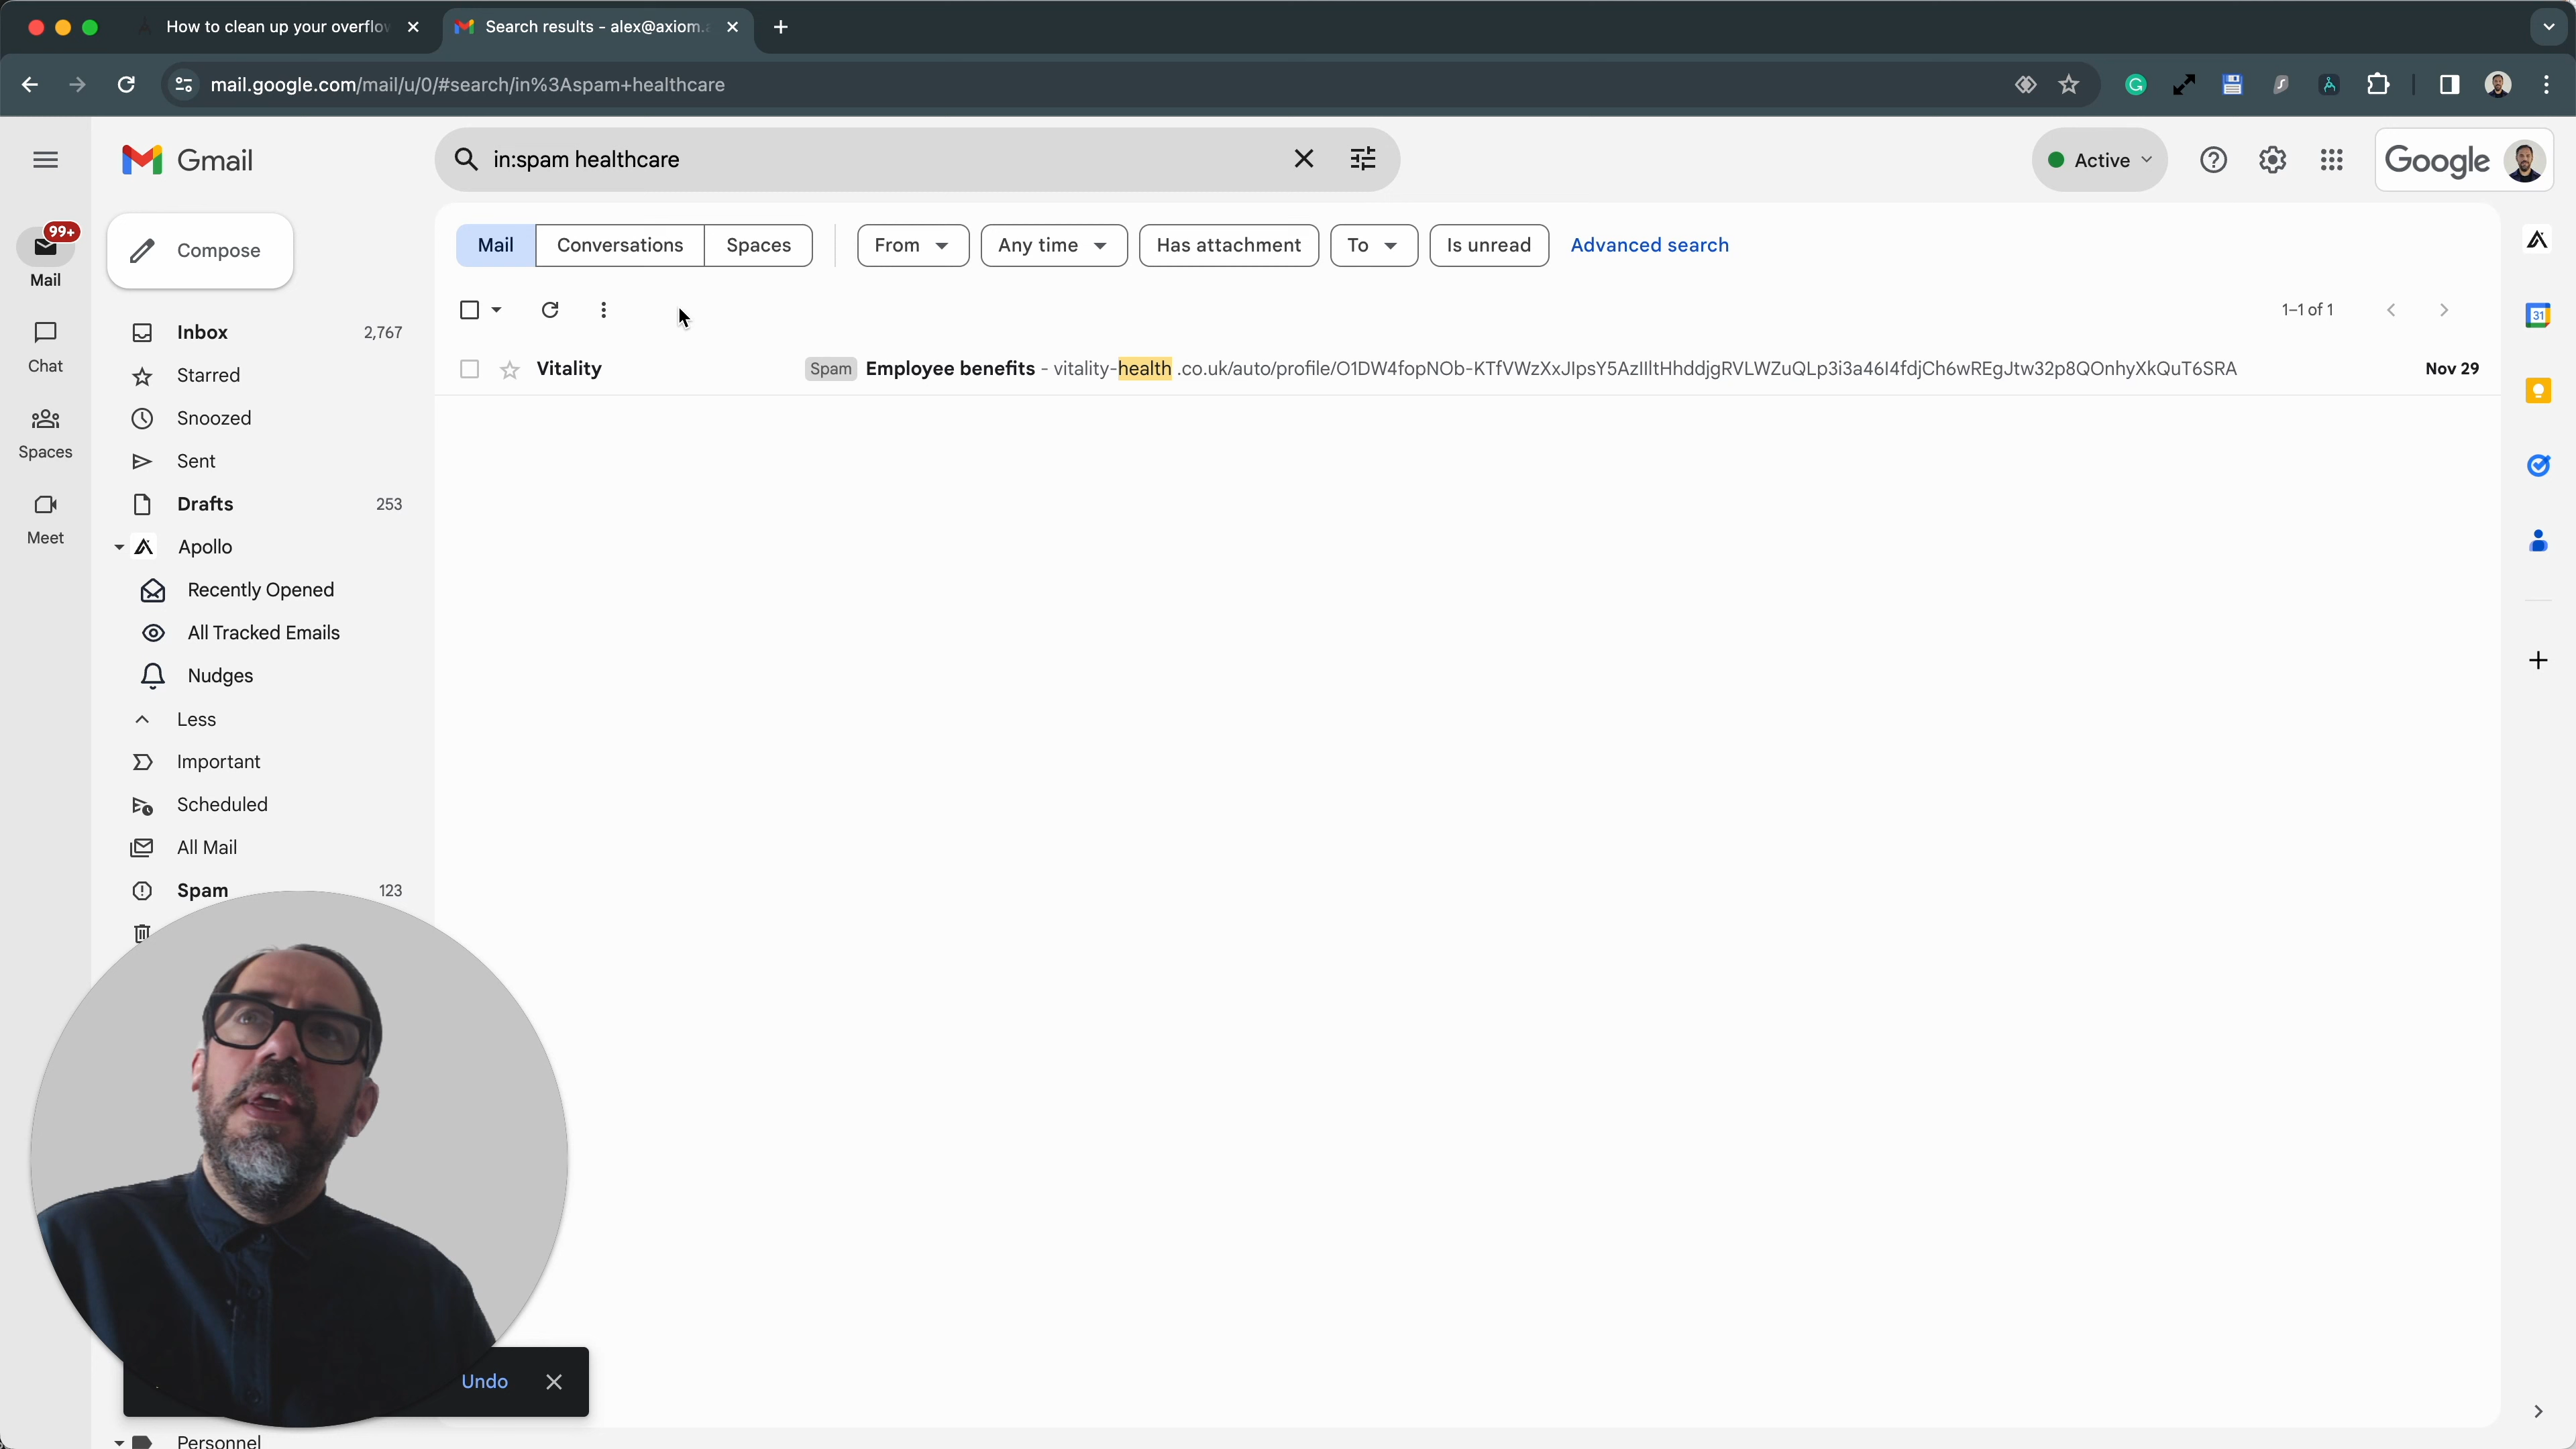 How to clean up your overflo
Search results - alex@axiom.a
mail.google.com/mail/u/0/#search/in%3Aspam+healthcare
Gmail
in:spam healthcare
Active
Google
99+
Mail
Chat
Spaces
Meet
Compose
Inbox 2,767
Starred
Snoozed
Sent
Drafts 253
Apollo
Recently Opened
All Tracked Emails
Nudges
Less
Important
Scheduled
All Mail
Spam 123
Personnel
Mail Conversations Spaces From Any time Has attachment To Is unread Advanced search
1–1 of 1
Vitality Spam Employee benefits - vitality-health .co.uk/auto/profile/ Nov 29
31
Undo